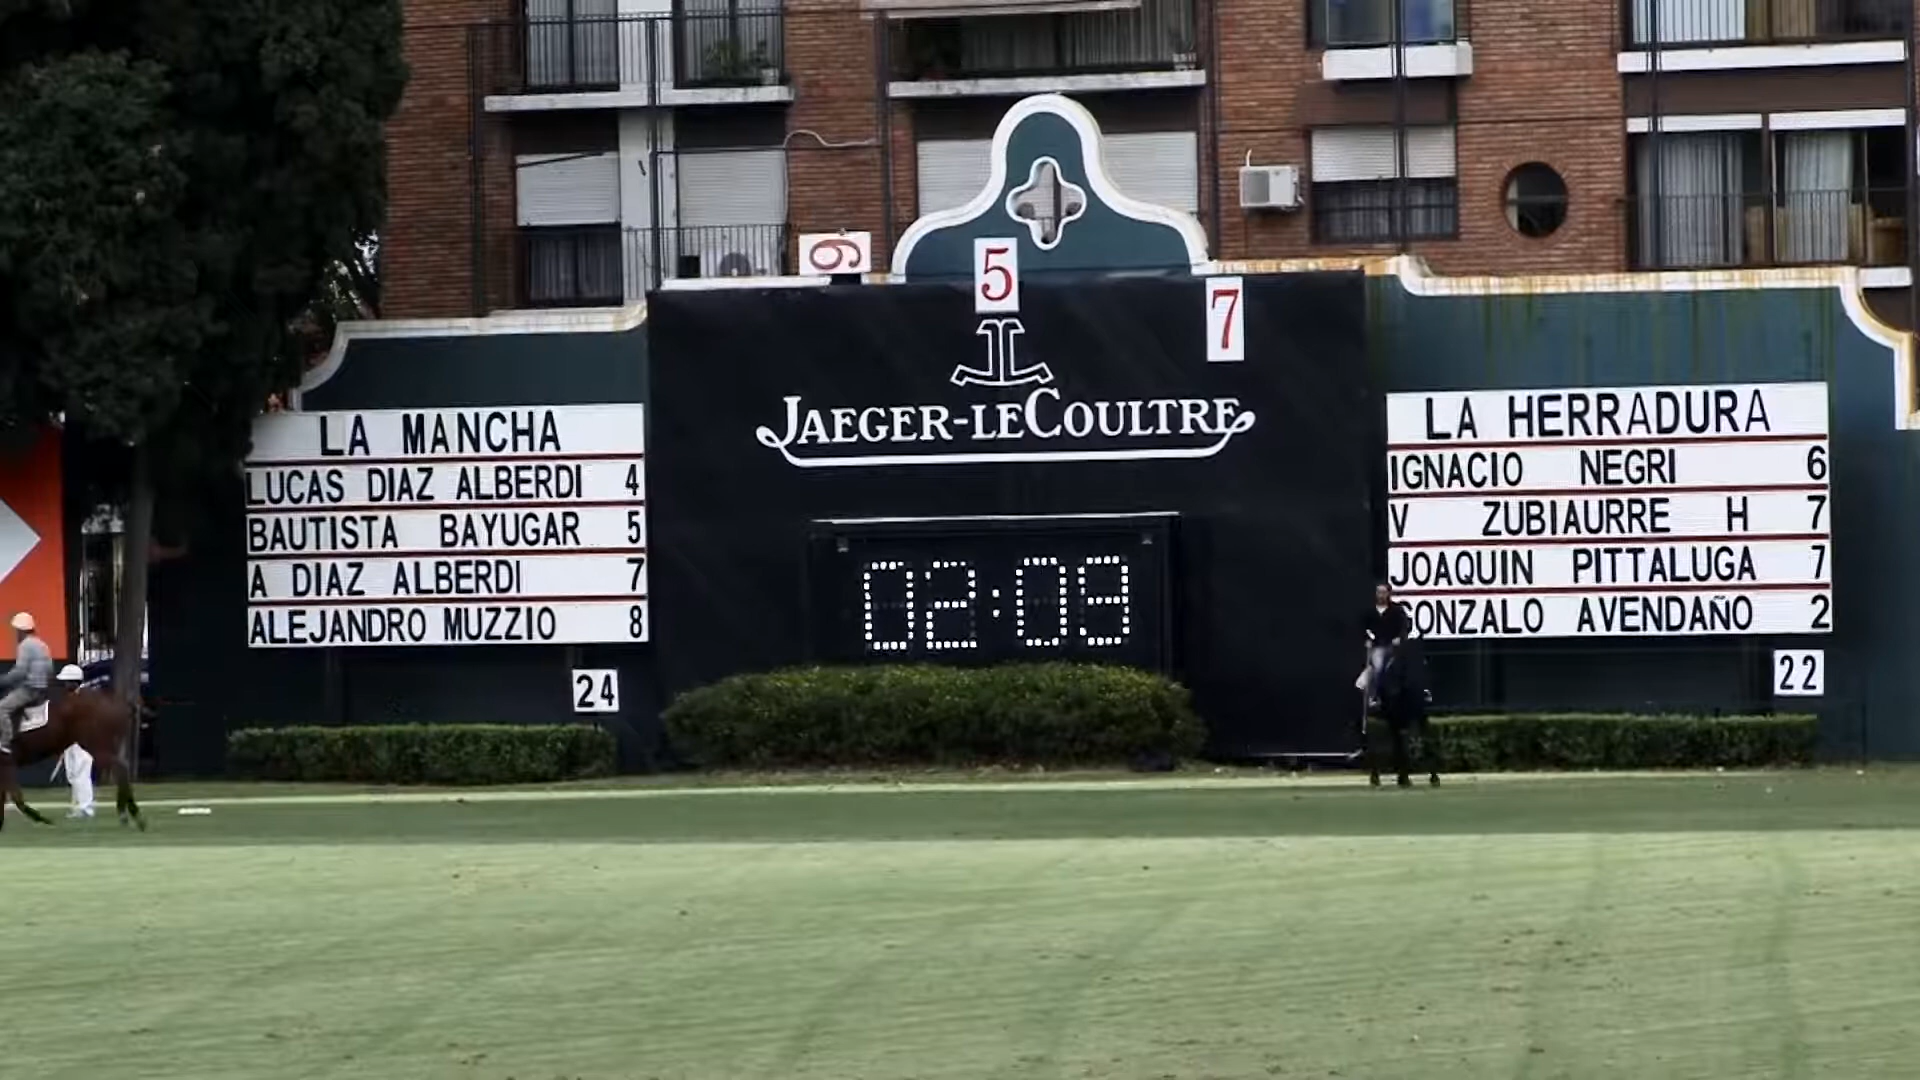 9
5
7
JAEGER-LECOULTRE
LA MANCHA
LUCAS DIAZ ALBERDI 4
BAUTISTA BAYUGAR 5
A DIAZ ALBERDI 7
ALEJANDRO MUZZIO 8
24
02:09
LA HERRADURA
IGNACIO NEGRI 6
V ZUBIAURRE H 7
JOAQUIN PITTALUGA 7
GONZALO AVENDAÑO 2
22